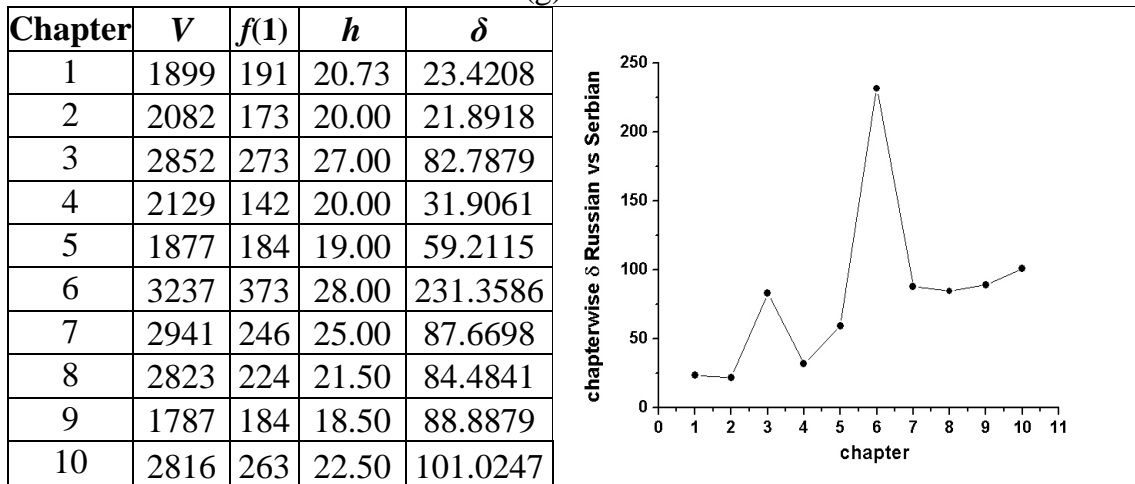 (g)
Chapter V f(1) h δ
1 1899 191 20.73 23.4208
2 2082 173 20.00 21.8918
3 2852 273 27.00 82.7879
4 2129 142 20.00 31.9061
5 1877 184 19.00 59.2115
6 3237 373 28.00 231.3586
7 2941 246 25.00 87.6698
8 2823 224 21.50 84.4841
9 1787 184 18.50 88.8879
10 2816 263 22.50 101.0247
chapterwise δ Russian vs Serbian
250
200
150
100
50
0
0 1 2 3 4 5 6 7 8 9 10 11
chapter